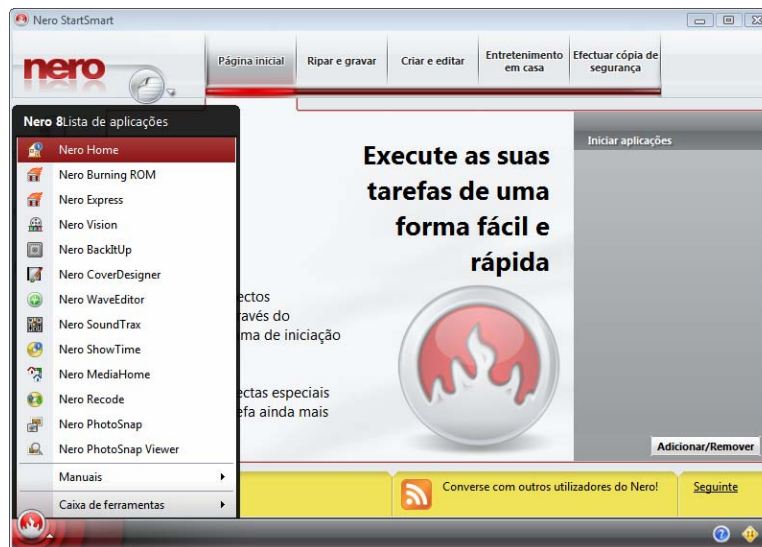 Nero StartSmart
nero
Página inicial
Ripar e gravar
Criar e editar
Entretenimento
em casa
Efectuar cópia de
segurança
Nero 8Lista de aplicações
Nero Home
Nero Burning ROM
Nero Express
Nero Vision
Nero BackItUp
Nero CoverDesigner
Nero WaveEditor
Nero SoundTrax
Nero ShowTime
Nero MediaHome
Nero Recode
Nero PhotoSnap
Nero PhotoSnap Viewer
Manuais
Caixa de ferramentas
Execute as suas
tarefas de uma
forma fácil e
rápida
ectos
ravés do
ma de iniciação
ectas especiais
efa ainda mais
Iniciar aplicações
Adicionar/Remover
Converse com outros utilizadores do Nero!
Seguinte